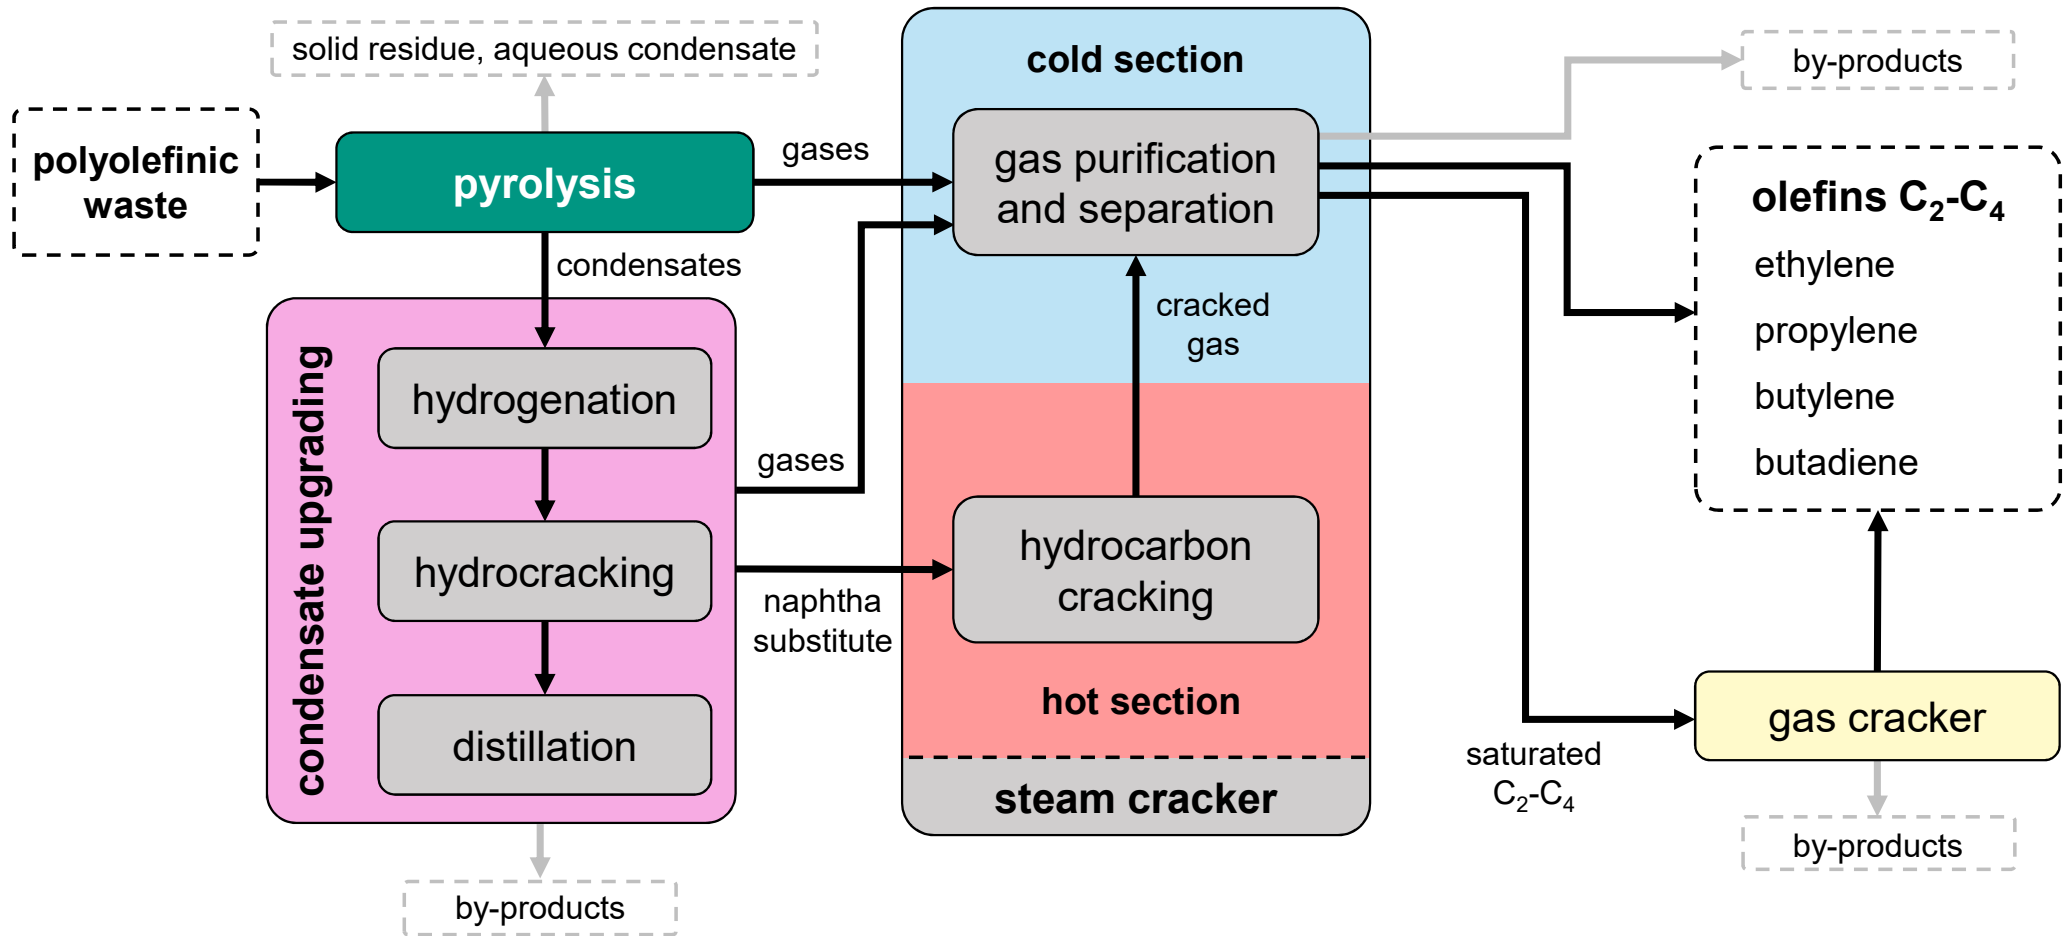 solid residue, aqueous condensate
polyolefinic
waste
pyrolysis
gases
condensates
condensate upgrading
hydrogenation
hydrocracking
distillation
gases
naphtha
substitute
by-products
cold section
gas purification
and separation
cracked
gas
hydrocarbon
cracking
hot section
steam cracker
by-products
olefins C₂-C₄
ethylene
propylene
butylene
butadiene
saturated
C₂-C₄
gas cracker
by-products